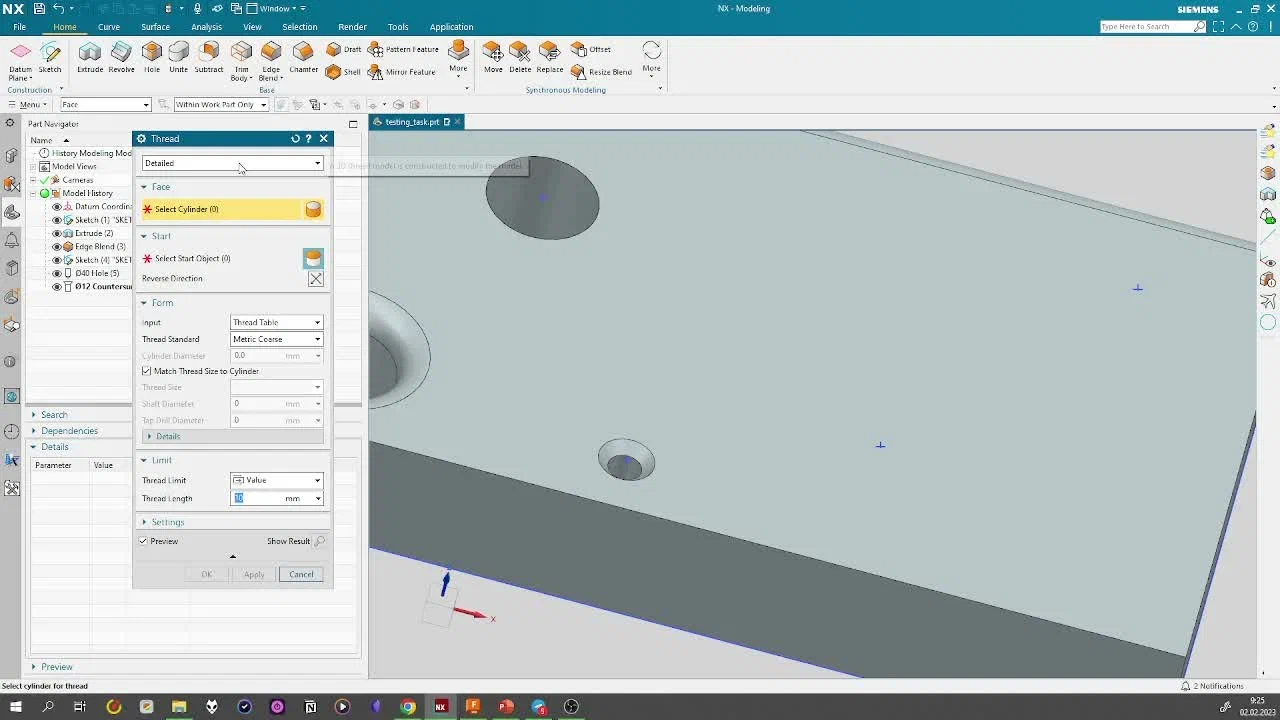 NX Window NX - Modeling SIEMENS
File Home Curve Surface Analysis View Selection Render Tools Application Type Here to Search
Draft Pattern Feature Offset
Datum Plane Sketch Extrude Revolve Hole Unite Subtract Trim Body Edge Blend Chamfer Shell Mirror Feature More Move Delete Replace Resize Blend More
Construction Base Synchronous Modeling
Menu Face Within Work Part Only
Part Navigator testing_task.prt
Name Thread
History Modeling Mod
Model Views Detailed A 3D thread model is constructed to modify the model
Cameras
Model History Face
Datum Coordin
Sketch (1) "SKET Select Cylinder (0)
Extrude (2) Start
Edge Blend (3)
Sketch (4) "SKET Select Start Object (0)
Ø40 Hole (5) Reverse Direction
Ø12 Countersun
Form
Input Thread Table
Thread Standard Metric Coarse
Cylinder Diameter 0.0 mm
Match Thread Size to Cylinder
Thread Size
Shaft Diameter 0 mm
Search
Tap Drill Diameter 0 mm
Dependencies Details
Details
Parameter Value Limit
Thread Limit Value
Thread Length 10 mm
Settings
Preview Show Result
OK Apply Cancel
X
Preview
Select cylinder for thread 2 Notifications
NX F P 9:25
02.02.2023